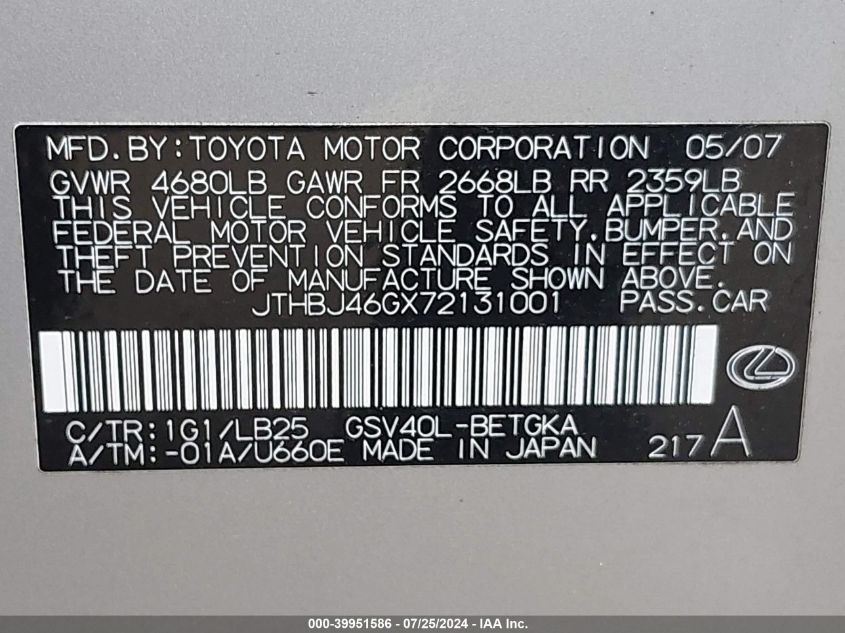 MFD. BY: TOYOTA MOTOR CORPORATION 05/07
GVWR 4680LB GAWR FR 2668LB RR 2359LB
THIS VEHICLE CONFORMS TO ALL APPLICABLE
FEDERAL MOTOR VEHICLE SAFETY, BUMPER, AND
THEFT PREVENTION STANDARDS IN EFFECT ON
THE DATE OF MANUFACTURE SHOWN ABOVE.
JTHBJ46GX72131001 PASS. CAR
C/TR: 1G1/LB25 GSV40L-BETGKA
A/TM: -01A/U660E MADE IN JAPAN 217A
000-39951586 / 07/25/2024 - IAA Inc.